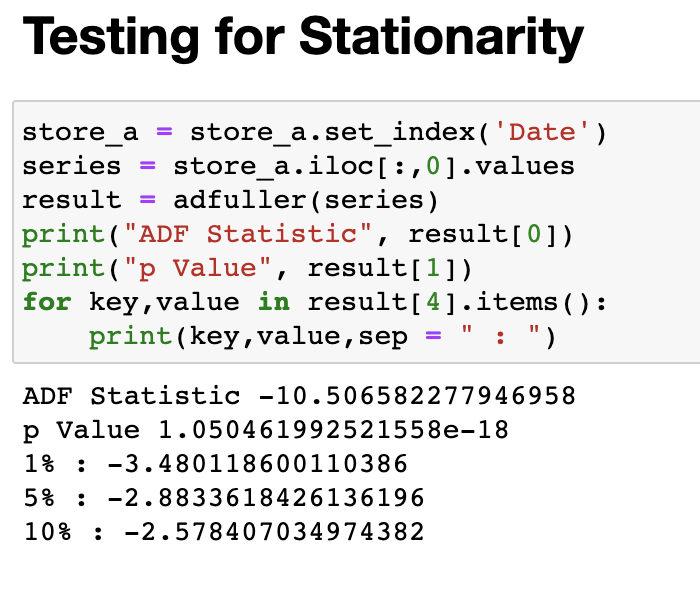 Testing for Stationarity
store_a = store_a.set_index('Date')
series = store_a.iloc[:,0].values
result = adfuller(series)
print("ADF Statistic", result[0])
print("p Value", result[1])
for key,value in result[4].items():
    print(key,value,sep = " : ")
ADF Statistic -10.506582277946958
p Value 1.050461992521558e-18
1% : -3.480118600110386
5% : -2.8833618426136196
10% : -2.578407034974382